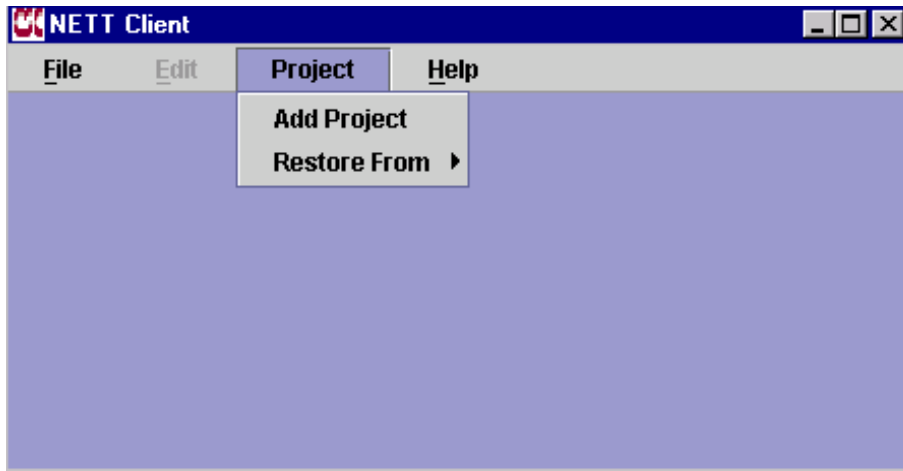 NETT Client
File Edit Project Help
Add Project
Restore From